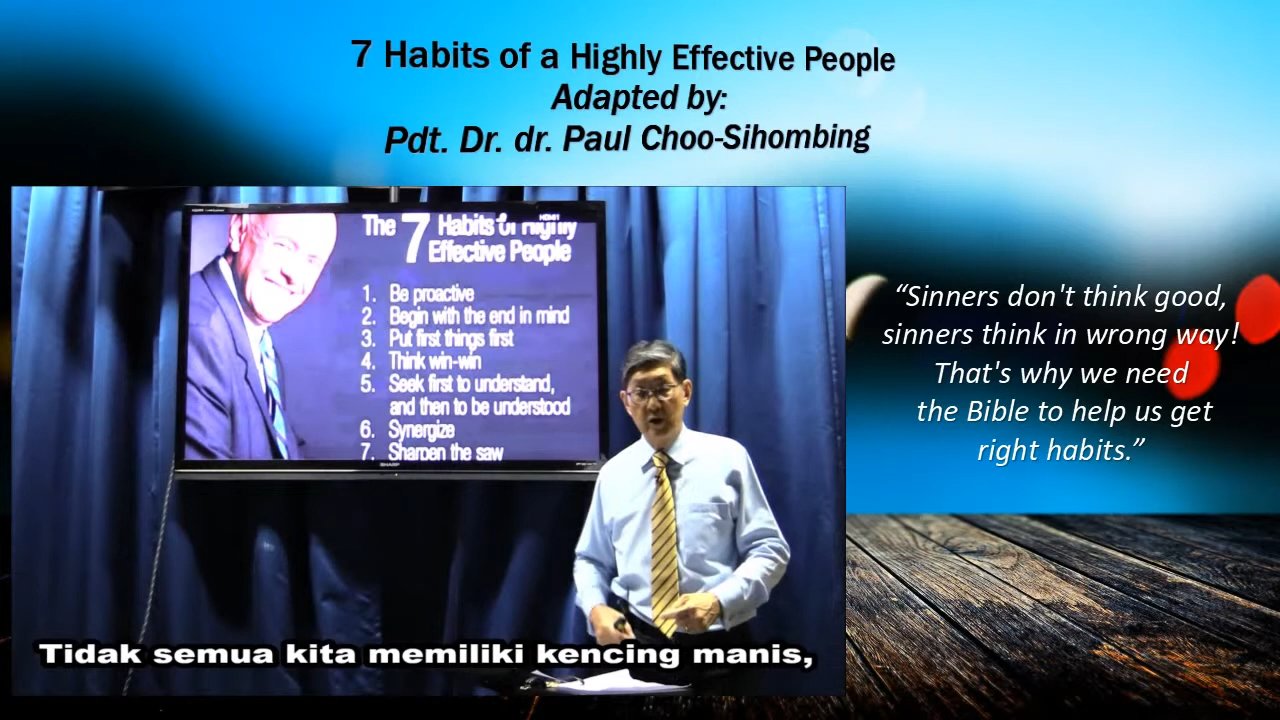 7 Habits of a Highly Effective People
Adapted by:
Pdt. Dr. dr. Paul Choo-Sihombing
HDMI1
The 7 Habits of Highly
Effective People
1. Be proactive
2. Begin with the end in mind
3. Put first things first
4. Think win-win
5. Seek first to understand,
and then to be understood
6. Synergize
7. Sharpen the saw
SHARP
“Sinners don't think good,
sinners think in wrong way!
That's why we need
the Bible to help us get
right habits.”
Tidak semua kita memiliki kencing manis,